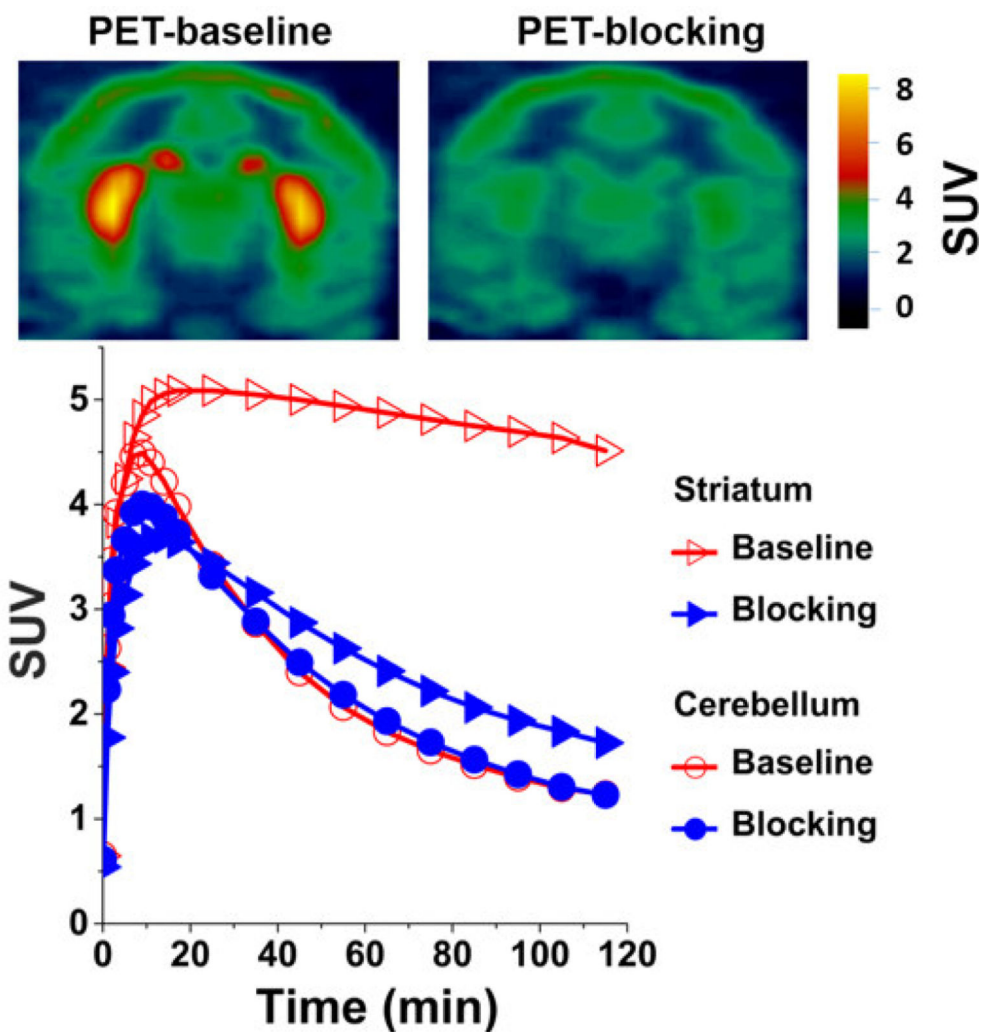 PET-baseline PET-blocking
8
6
4
2
0
SUV
5
4
3
2
1
0
SUV
0 20 40 60 80 100 120
Time (min)
Striatum
Baseline
Blocking
Cerebellum
Baseline
Blocking